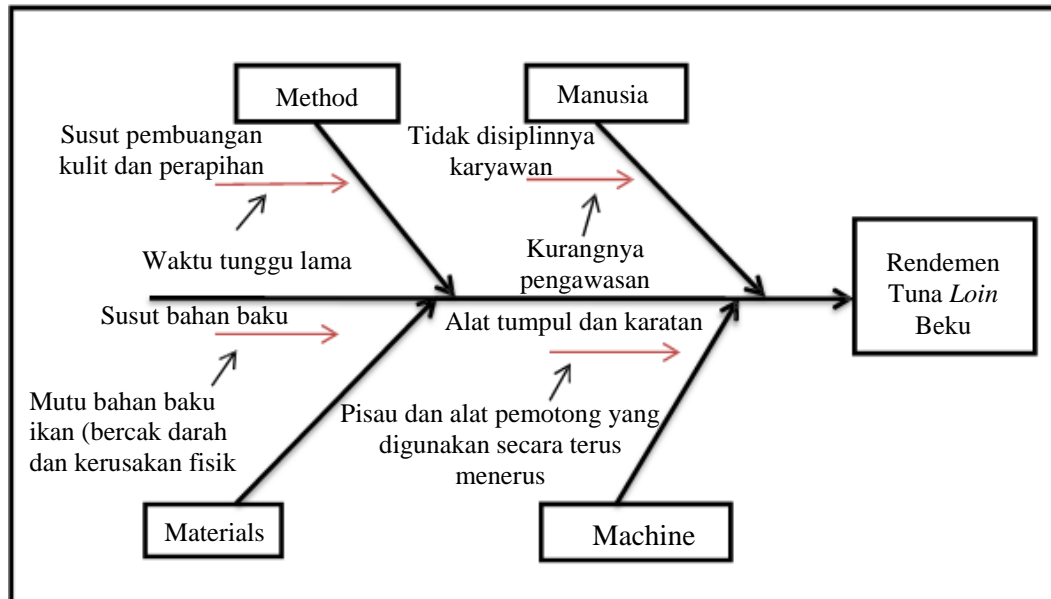 Method
Manusia
Susut pembuangan
kulit dan perapihan
Tidak disiplinnya
karyawan
Waktu tunggu lama
Kurangnya
pengawasan
Rendemen
Tuna Loin
Beku
Susut bahan baku
Alat tumpul dan karatan
Mutu bahan baku
ikan (bercak darah
dan kerusakan fisik
Pisau dan alat pemotong yang
digunakan secara terus
menerus
Materials
Machine